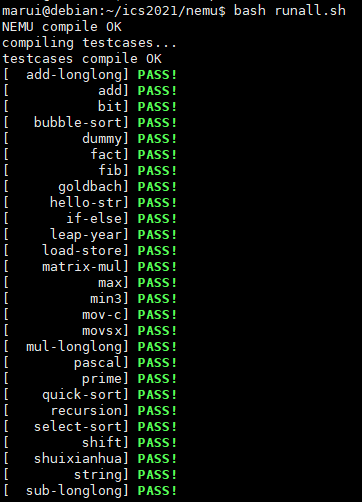 marui@debian:~/ics2021/nemu$ bash runall.sh
NEMU compile OK
compiling testcases...
testcases compile OK
[  add-longlong] PASS!
[           add] PASS!
[           bit] PASS!
[   bubble-sort] PASS!
[         dummy] PASS!
[          fact] PASS!
[           fib] PASS!
[      goldbach] PASS!
[     hello-str] PASS!
[       if-else] PASS!
[     leap-year] PASS!
[    load-store] PASS!
[    matrix-mul] PASS!
[           max] PASS!
[          min3] PASS!
[         mov-c] PASS!
[         movsx] PASS!
[  mul-longlong] PASS!
[        pascal] PASS!
[         prime] PASS!
[    quick-sort] PASS!
[     recursion] PASS!
[   select-sort] PASS!
[         shift] PASS!
[   shuixianhua] PASS!
[        string] PASS!
[  sub-longlong] PASS!